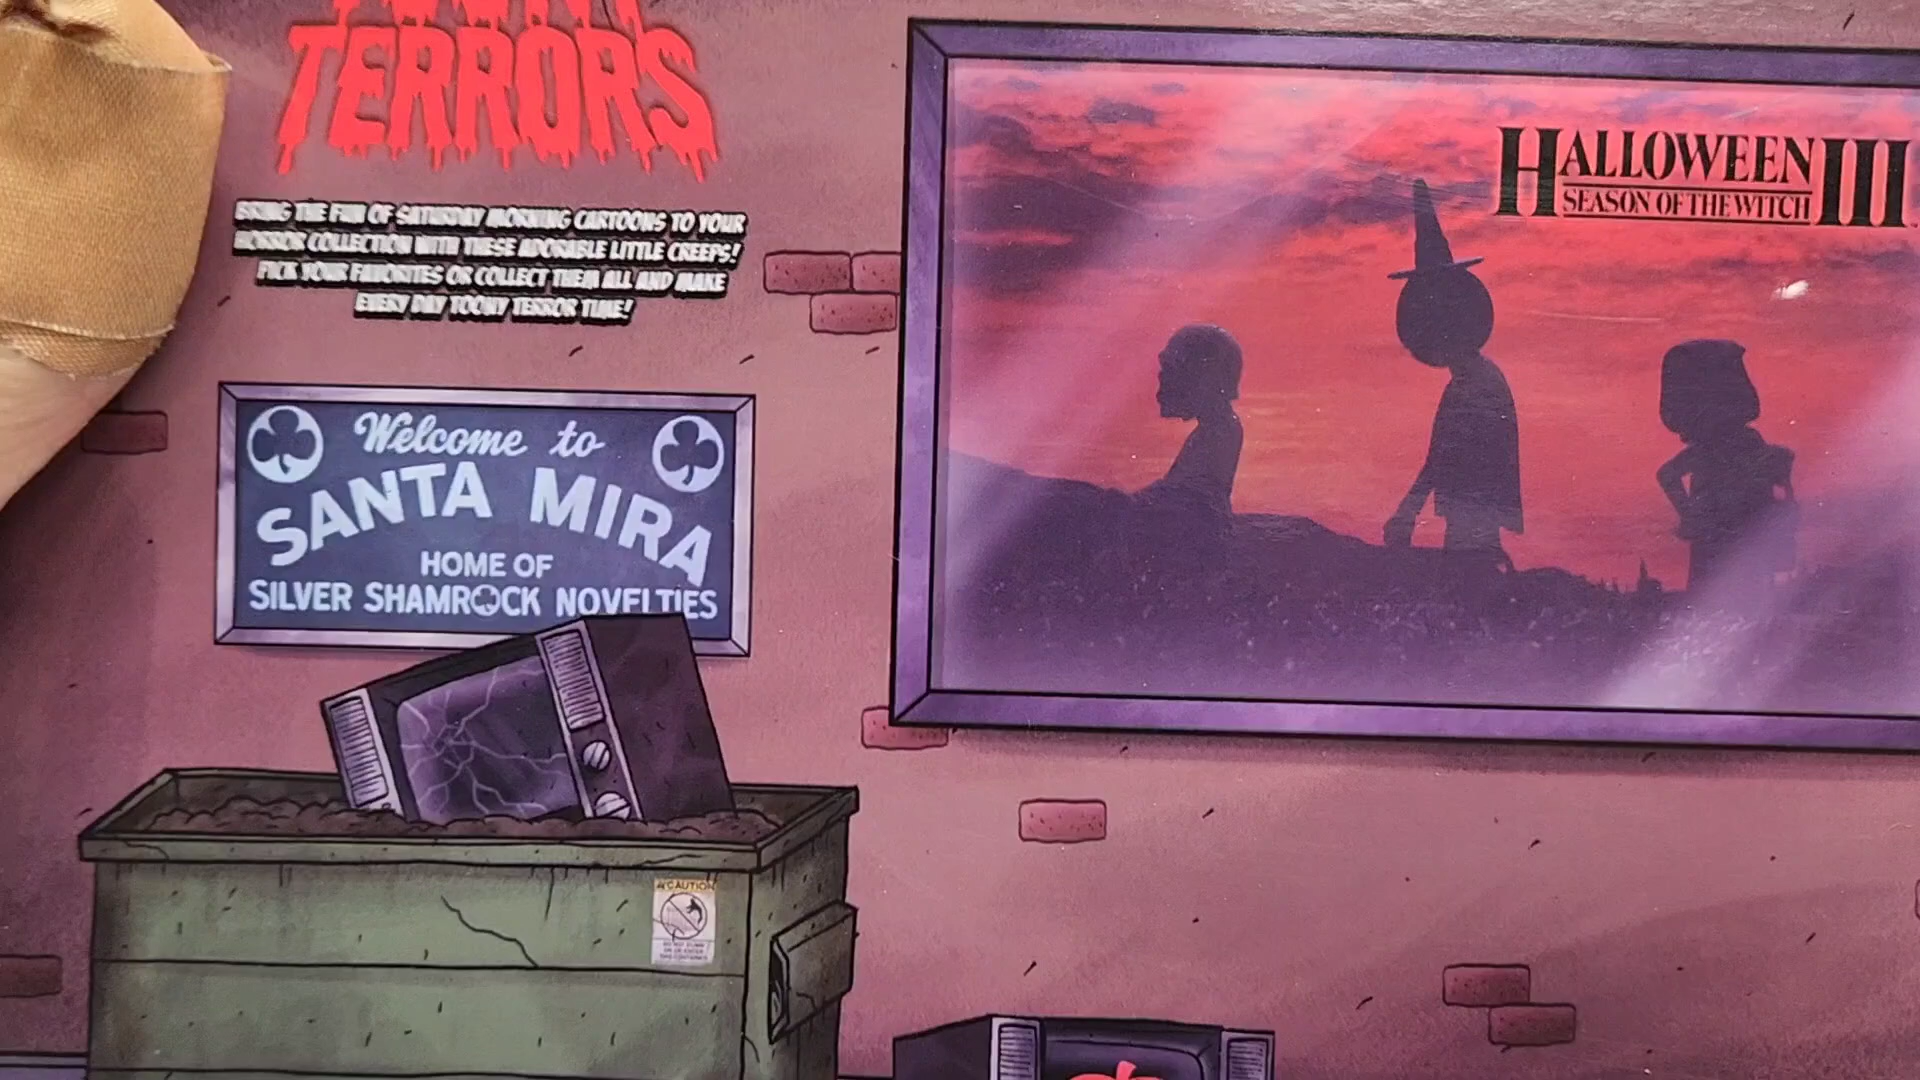 TERRORS
BRING THE FUN OF SATURDAY MORNING CARTOONS TO YOUR
HORROR COLLECTION WITH THESE ADORABLE LITTLE CREEPS!
PICK YOUR FAVORITES OR COLLECT THEM ALL AND MAKE
EVERY DAY TOONY TERROR TIME!
HALLOWEEN III
SEASON OF THE WITCH
Welcome to
SANTA MIRA
HOME OF
SILVER SHAMROCK NOVELTIES
CAUTION